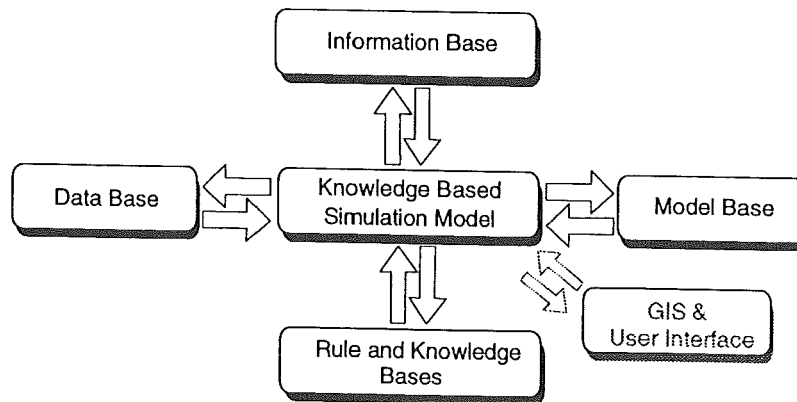 Information Base
Data Base
Knowledge Based
Simulation Model
Model Base
GIS &
User Interface
Rule and Knowledge
Bases